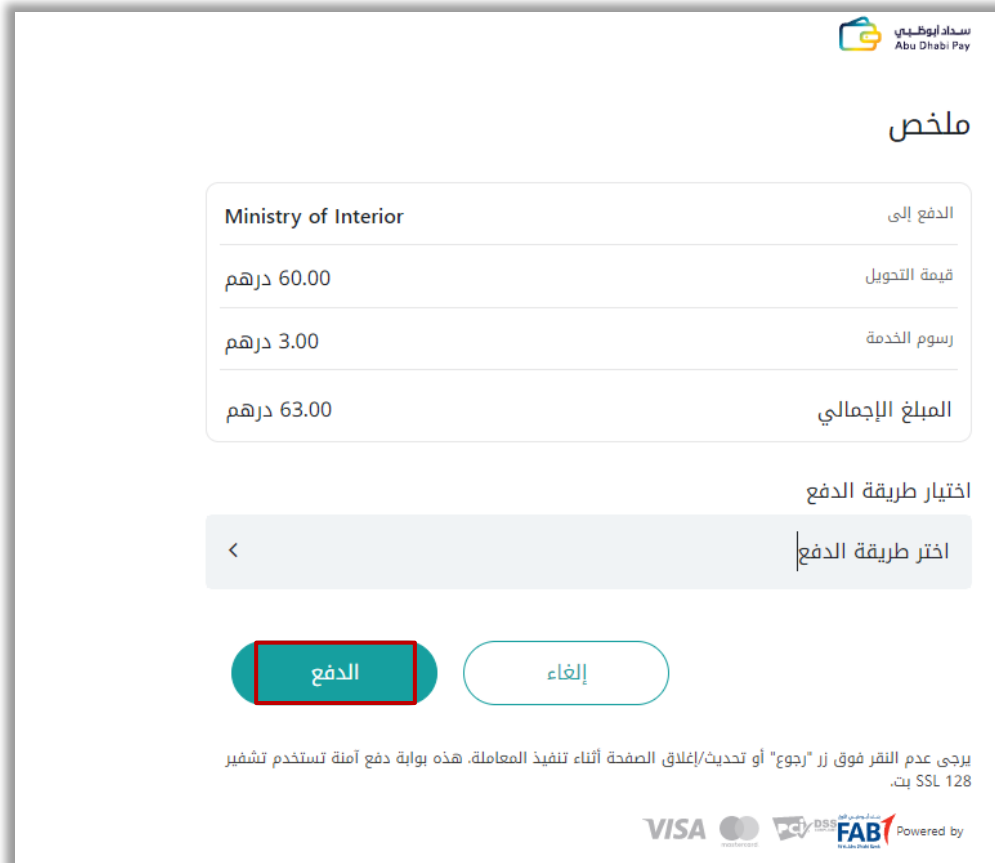 سداد أبوظبي
Abu Dhabi Pay
ملخص
الدفع إلى Ministry of Interior
قيمة التحويل 60.00 درهم
رسوم الخدمة 3.00 درهم
المبلغ الإجمالي 63.00 درهم
اختيار طريقة الدفع
اختر طريقة الدفع
إلغاء الدفع
يرجى عدم النقر فوق زر "رجوع" أو تحديث/إغلاق الصفحة أثناء تنفيذ المعاملة. هذه بوابة دفع آمنة تستخدم تشفير
SSL 128 بت.
VISA mastercard PCI DSS FAB Powered by